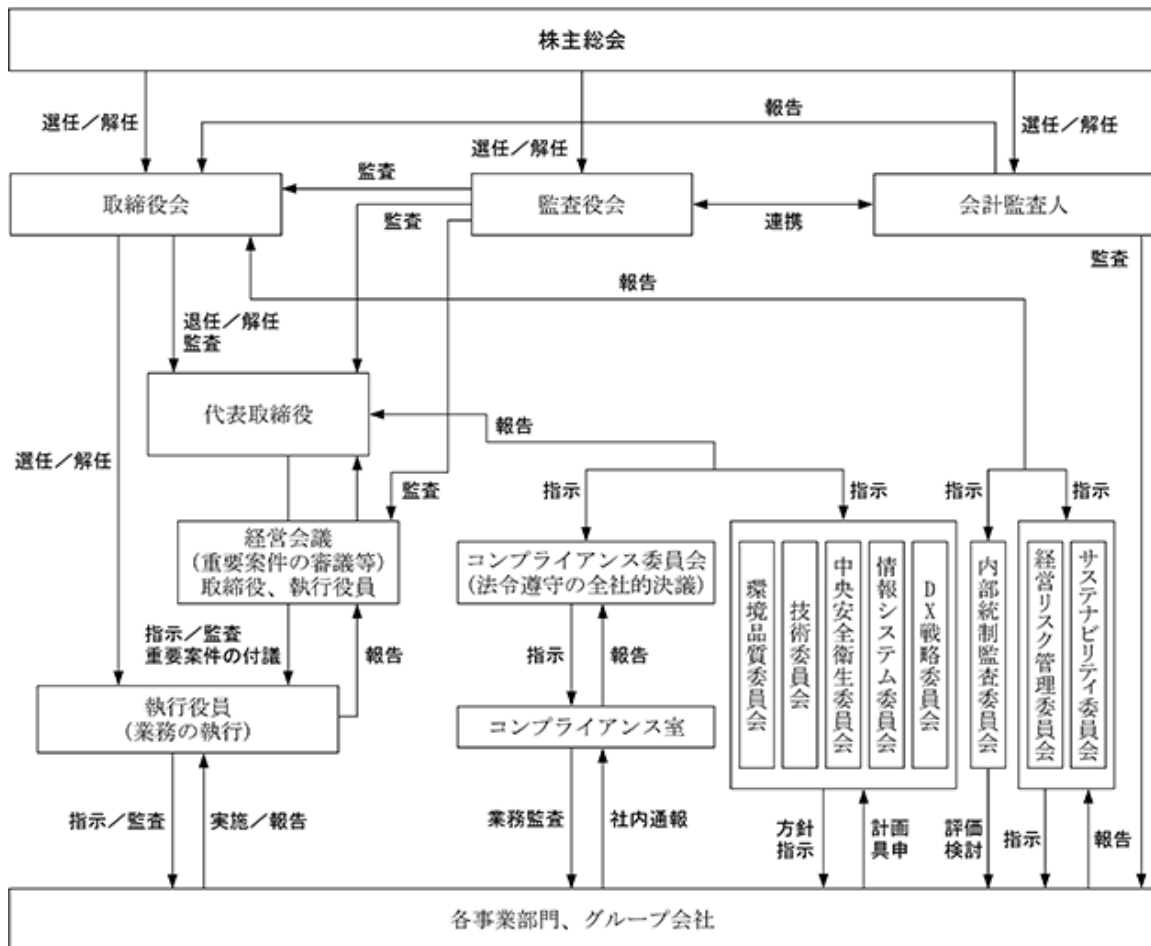 株主総会
選任／解任
報告
選任／解任
選任／解任
監査
取締役会
監査役会
会計監査人
監査
連携
監査
報告
退任／解任
監査
代表取締役
報告
選任／解任
監査
指示
指示
指示
指示
経営会議
(重要案件の審議等)
取締役、執行役員
コンプライアンス委員会
(法令遵守の全社的決議)
環境品質委員会
技術委員会
中央安全衛生委員会
情報システム委員会
DX戦略委員会
内部統制監査委員会
経営リスク管理委員会
サステナビリティ委員会
指示／監査
重要案件の付議
報告
指示
報告
執行役員
(業務の執行)
コンプライアンス室
指示／監査
実施／報告
業務監査
社内通報
方針
指示
計画
具申
評価
検討
指示
報告
各事業部門、グループ会社